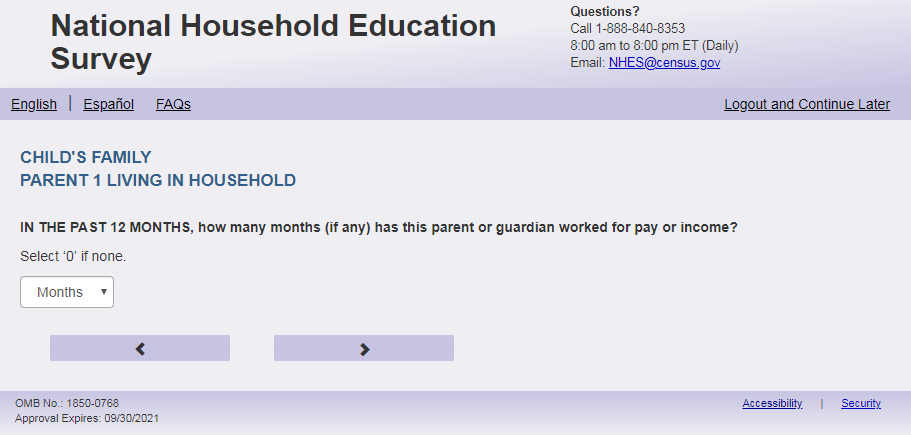 National Household Education
Survey
Questions?
Call 1-888-840-8353
8:00 am to 8:00 pm ET (Daily)
Email: NHES@census.gov
English | Español FAQs
Logout and Continue Later
CHILD'S FAMILY
PARENT 1 LIVING IN HOUSEHOLD
IN THE PAST 12 MONTHS, how many months (if any) has this parent or guardian worked for pay or income?
Select ‘0’ if none.
Months
OMB No.: 1850-0768
Approval Expires: 09/30/2021
Accessibility | Security